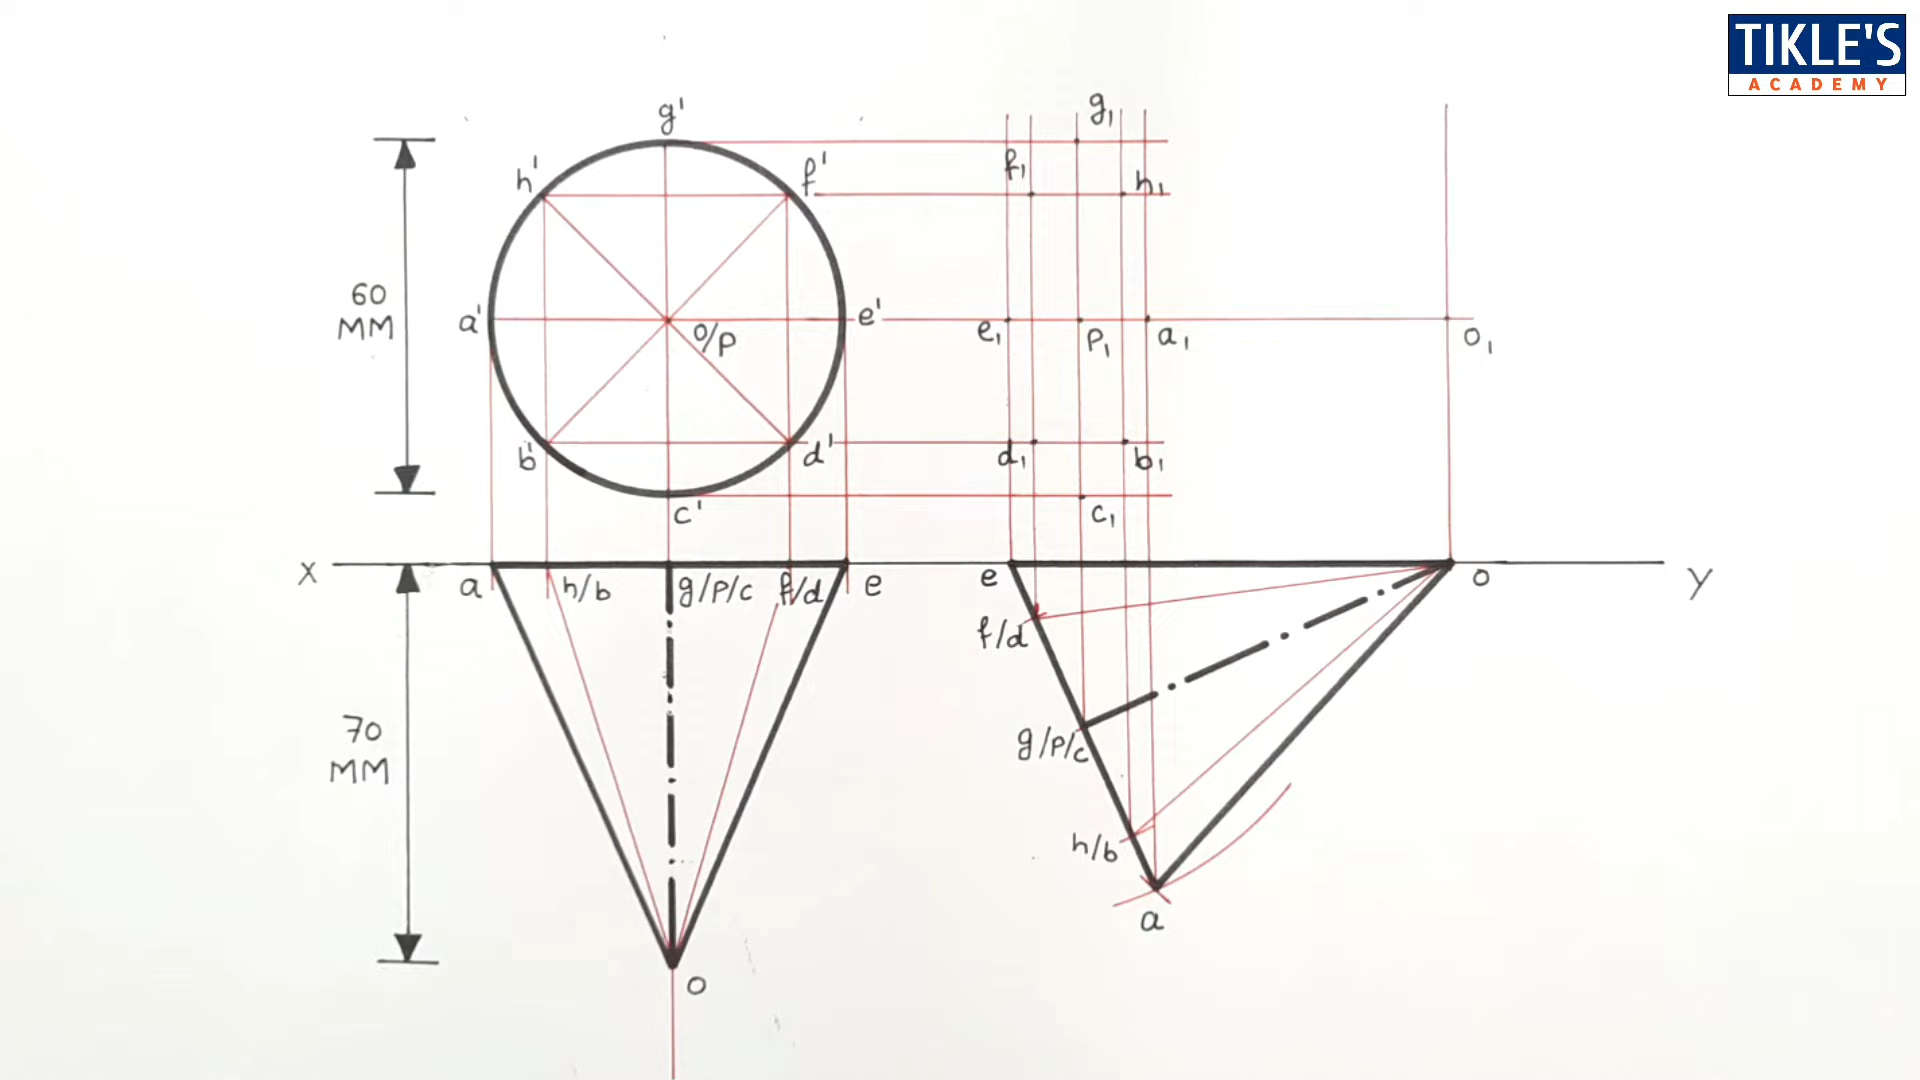 TIKLE'S
ACADEMY
g'
g₁
h'
f'
f₁
h₁
60
MM
a'
o/p
e'
e₁
p₁
a₁
o₁
b'
d'
d₁
b₁
c'
c₁
x
a
h/b
g/p/c
f/d
e
e
o
y
f/d
70
MM
g/p/c
h/b
a
o